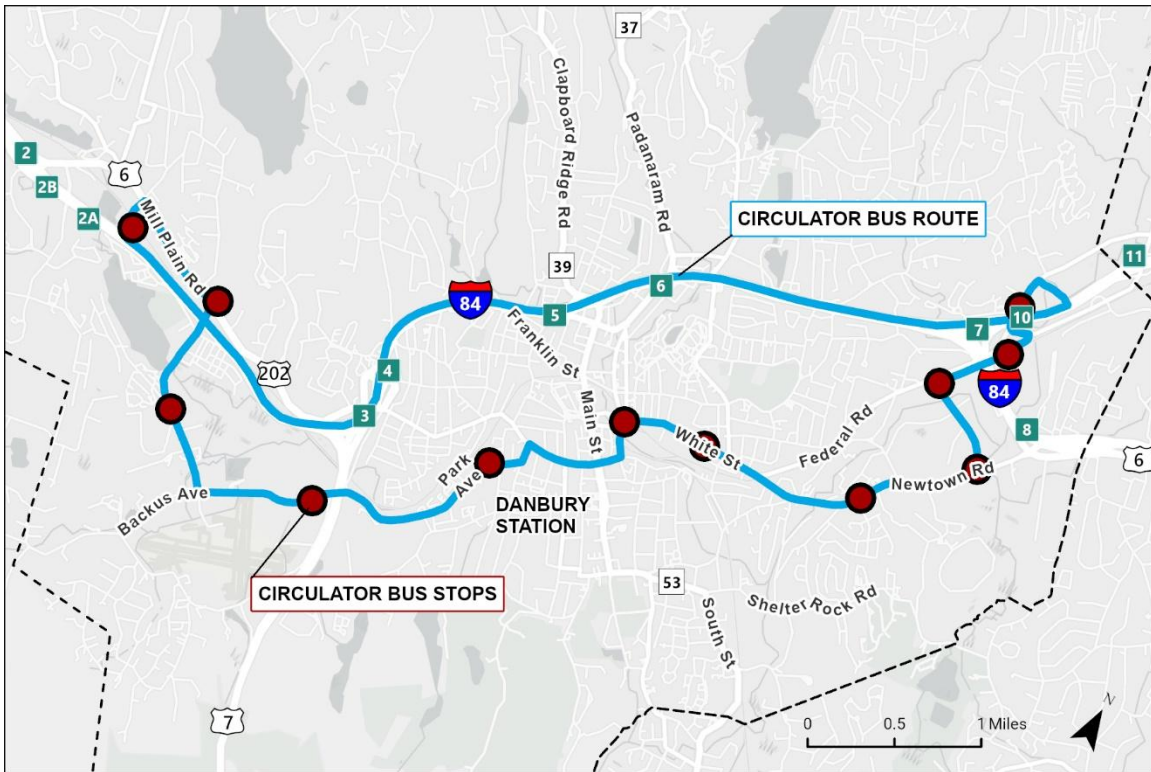 37
Clapboard Ridge Rd
Padanaram Rd
2
2B
6
2A
Mill Plain Rd
CIRCULATOR BUS ROUTE
11
39
6
84
5
10
7
Franklin St
202
4
84
3
Main St
8
6
White St
Federal Rd
Park
Ave
Newtown Rd
Backus Ave
DANBURY
STATION
CIRCULATOR BUS STOPS
53
Shelter Rock Rd
South St
7
0 0.5 1 Miles
N